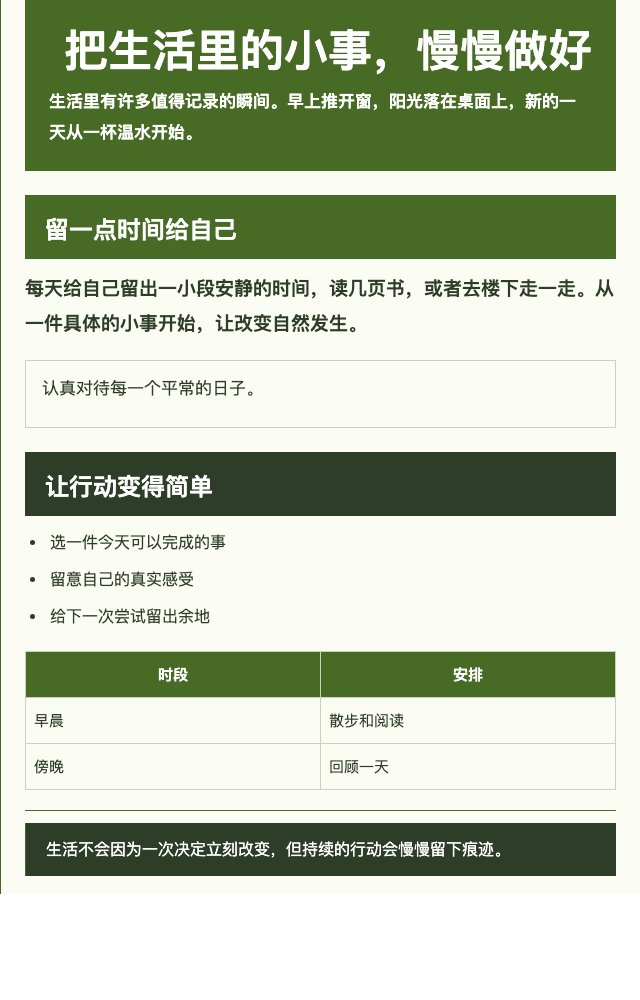 把生活里的小事，慢慢做好
生活里有许多值得记录的瞬间。早上推开窗，阳光落在桌面上，新的一
天从一杯温水开始。
留一点时间给自己
每天给自己留出一小段安静的时间，读几页书，或者去楼下走一走。从
一件具体的小事开始，让改变自然发生。
认真对待每一个平常的日子。
让行动变得简单
• 选一件今天可以完成的事
• 留意自己的真实感受
• 给下一次尝试留出余地
时段 安排
早晨 散步和阅读
傍晚 回顾一天
生活不会因为一次决定立刻改变，但持续的行动会慢慢留下痕迹。